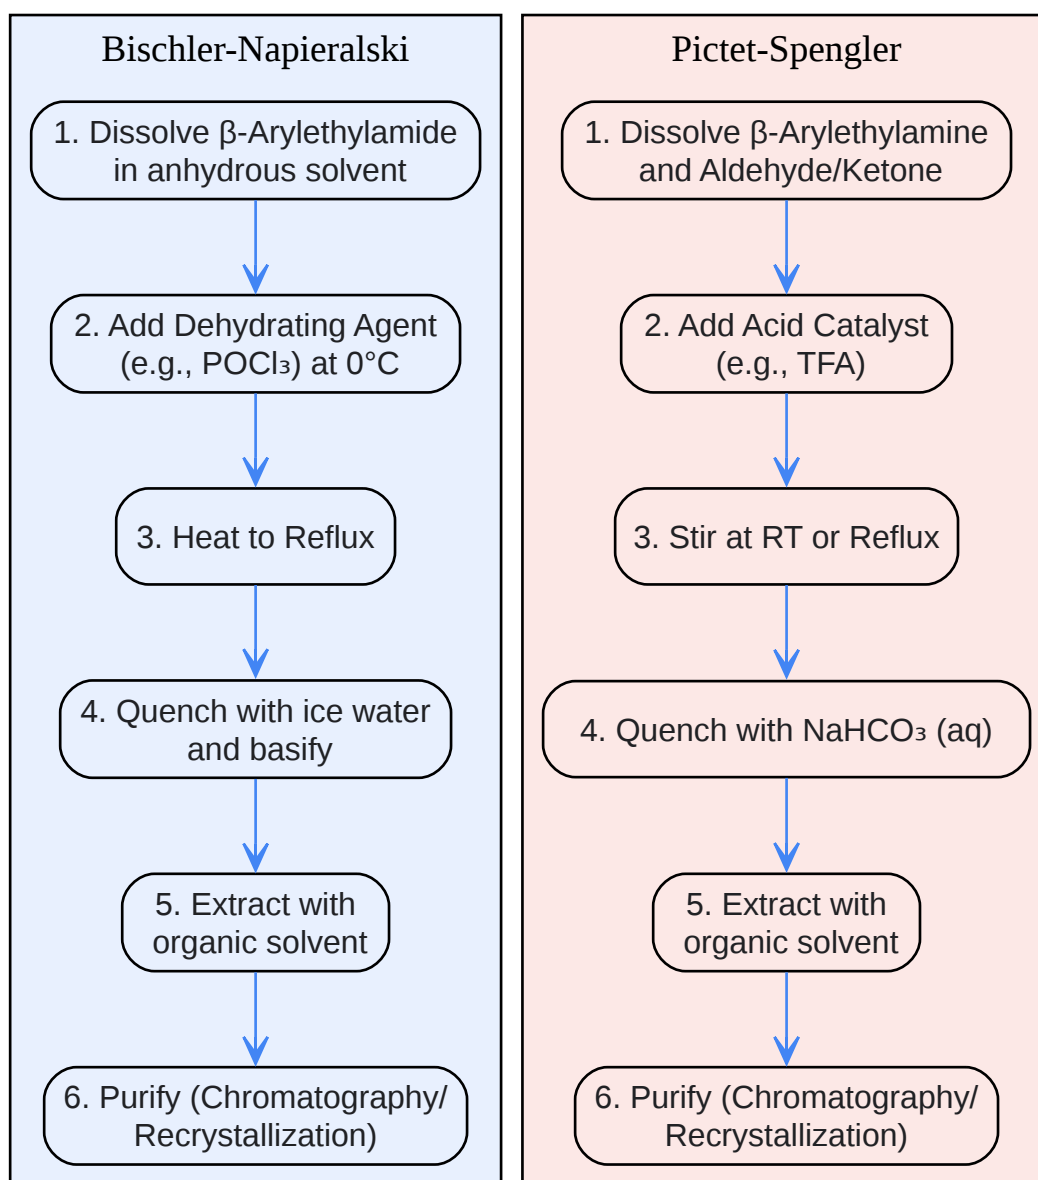 Bischler-Napieralski
1. Dissolve β-Arylethylamide
in anhydrous solvent
2. Add Dehydrating Agent
(e.g., POCl₃) at 0°C
3. Heat to Reflux
4. Quench with ice water
and basify
5. Extract with
organic solvent
6. Purify (Chromatography/
Recrystallization)
Pictet-Spengler
1. Dissolve β-Arylethylamine
and Aldehyde/Ketone
2. Add Acid Catalyst
(e.g., TFA)
3. Stir at RT or Reflux
4. Quench with NaHCO₃ (aq)
5. Extract with
organic solvent
6. Purify (Chromatography/
Recrystallization)